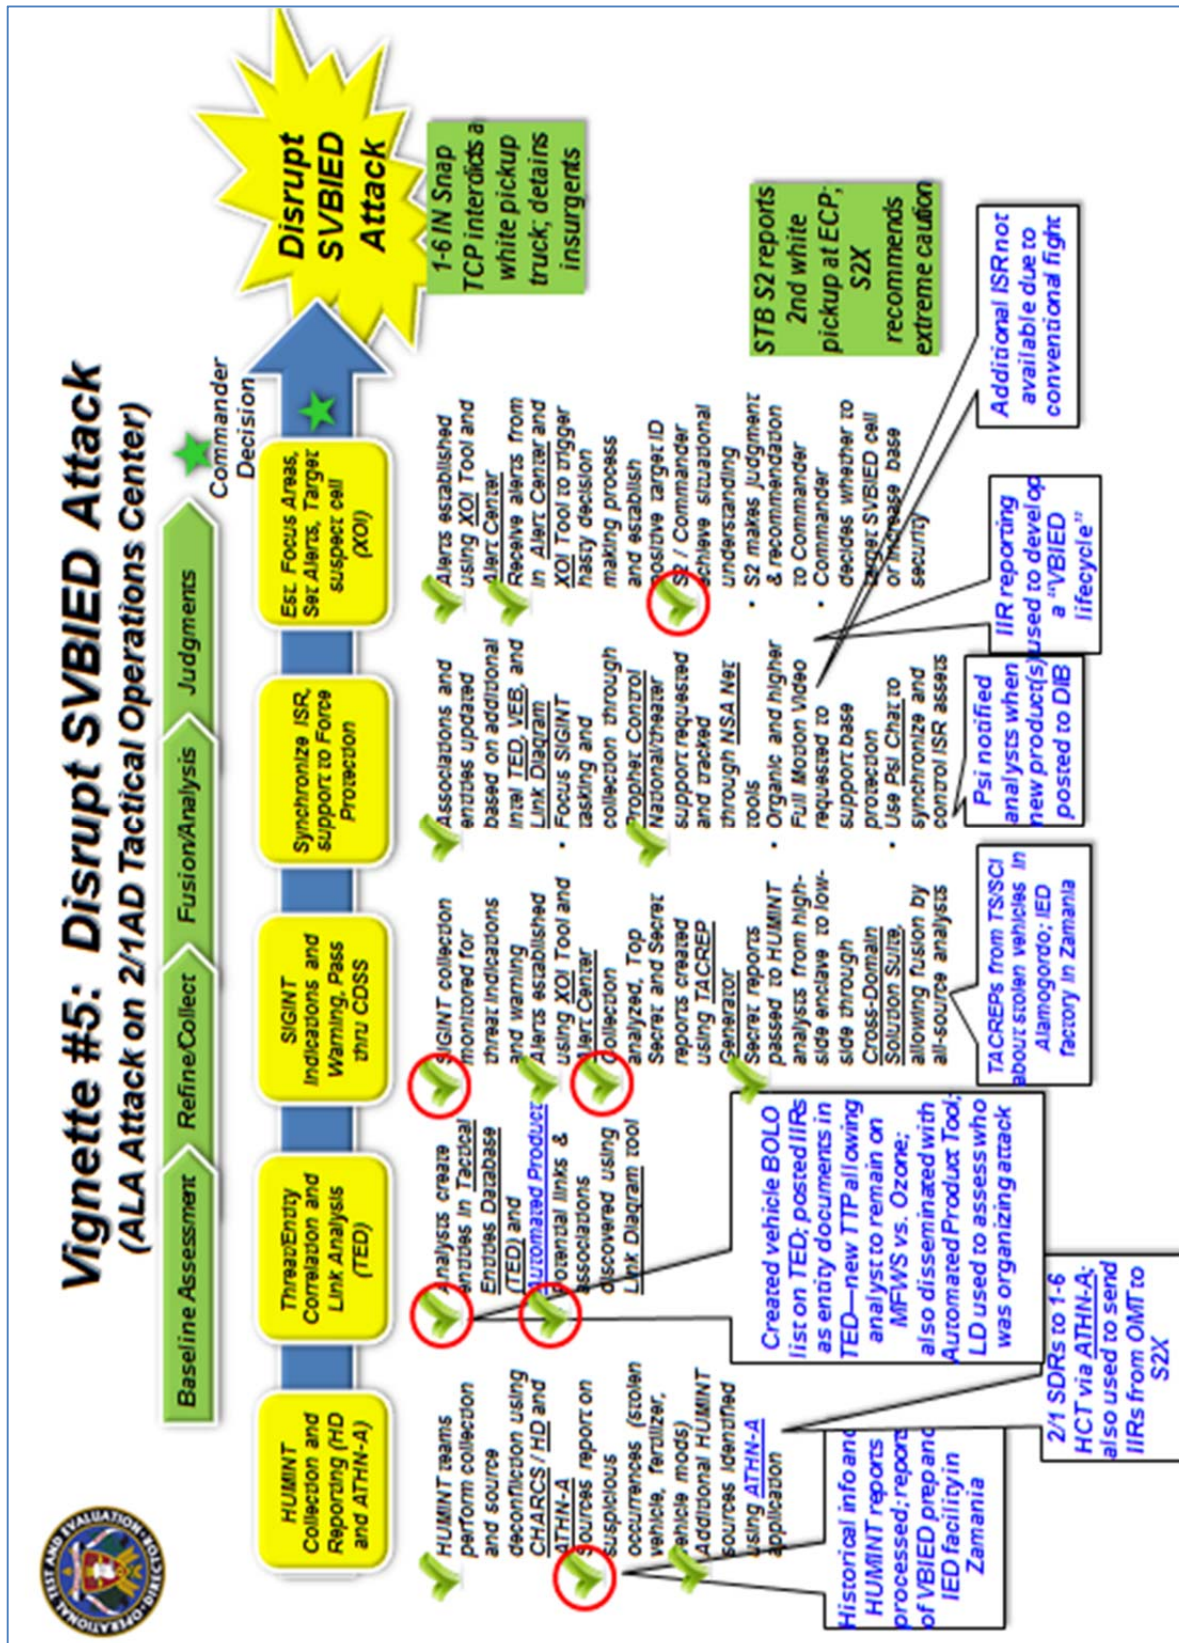 Vignette #5: Disrupt SVBIED Attack
(ALA Attack on 2/1AD Tactical Operations Center)
Baseline Assessment
Refine/Collect
Fusion/Analysis
Judgments
Commander
Decision
HUMINT
Collection and
Reporting (HD
and ATHN-A)
Threat/Entity
Correlation and
Link Analysis
(TED)
SIGINT
Indications and
Warning, Pass
thru CDSS
Synchronize ISR,
support to Force
Protection
Est. Focus Areas,
Set Alerts, Target
suspect cell
(XOI)
Disrupt
SVBIED
Attack
HUMINT teams
perform collection
and source
deconfliction using
CHARCS / HD and
ATHN-A
Sources report on
suspicious
occurrences (stolen
vehicle, fertilizer,
vehicle mods)
Additional HUMINT
sources identified
using ATHN-A
application
Analysts create
entities in Tactical
Entities Database
(TED) and
Automated Product
Potential links &
associations
discovered using
Link Diagram tool
SIGINT collection
monitored for
threat indications
and warning
Alerts established
using XOI Tool and
Alert Center
Collection
analyzed, Top
Secret and Secret
reports created
using TACREP
Generator
Secret reports
passed to HUMINT
analysts from high-
side enclave to low-
side through
Cross-Domain
Solution Suite,
allowing fusion by
all-source analysts
Associations and
entities updated
based on additional
Intel TED, VEB, and
Link Diagram
• Focus SIGINT
tasking and
collection through
Prophet Control
National/theater
support requested
and tracked
through NSA Net
tools
• Organic and higher
Full Motion Video
requested to
support base
protection
• Use Psi Chat to
synchronize and
control ISR assets
Alerts established
using XOI Tool and
Alert Center
Receive alerts from
in Alert Center and
XOI Tool to trigger
hasty decision
making process
and establish
positive target ID
S2 / Commander
achieve situational
understanding
• S2 makes judgment
& recommendation
to Commander
• Commander
decides whether to
target SVBIED cell
or increase base
security
1-6 IN Snap
TCP interdicts a
white pickup
truck; detains
insurgents
STB S2 reports
2nd white
pickup at ECP;
S2X
recommends
extreme caution
Historical info and
HUMINT reports
processed; report
of VBIED prep and
IED facility in
Zamania
2/1 SDRs to 1-6
HCT via ATHN-A;
also used to send
IIRs from OMT to
S2X
Created vehicle BOLO
list on TED; posted IIRs
as entity documents in
TED—new TTP allowing
analyst to remain on
MFWS vs. Ozone;
also disseminated with
Automated Product Tool;
LD used to assess who
was organizing attack
TACREPs from TS/SCI
about stolen vehicles in
Alamogordo; IED
factory in Zamania
Psi notified
analysts when
new product(s)
posted to DIB
IIR reporting
used to develop
a "VBIED
lifecycle"
Additional ISR not
available due to
conventional fight